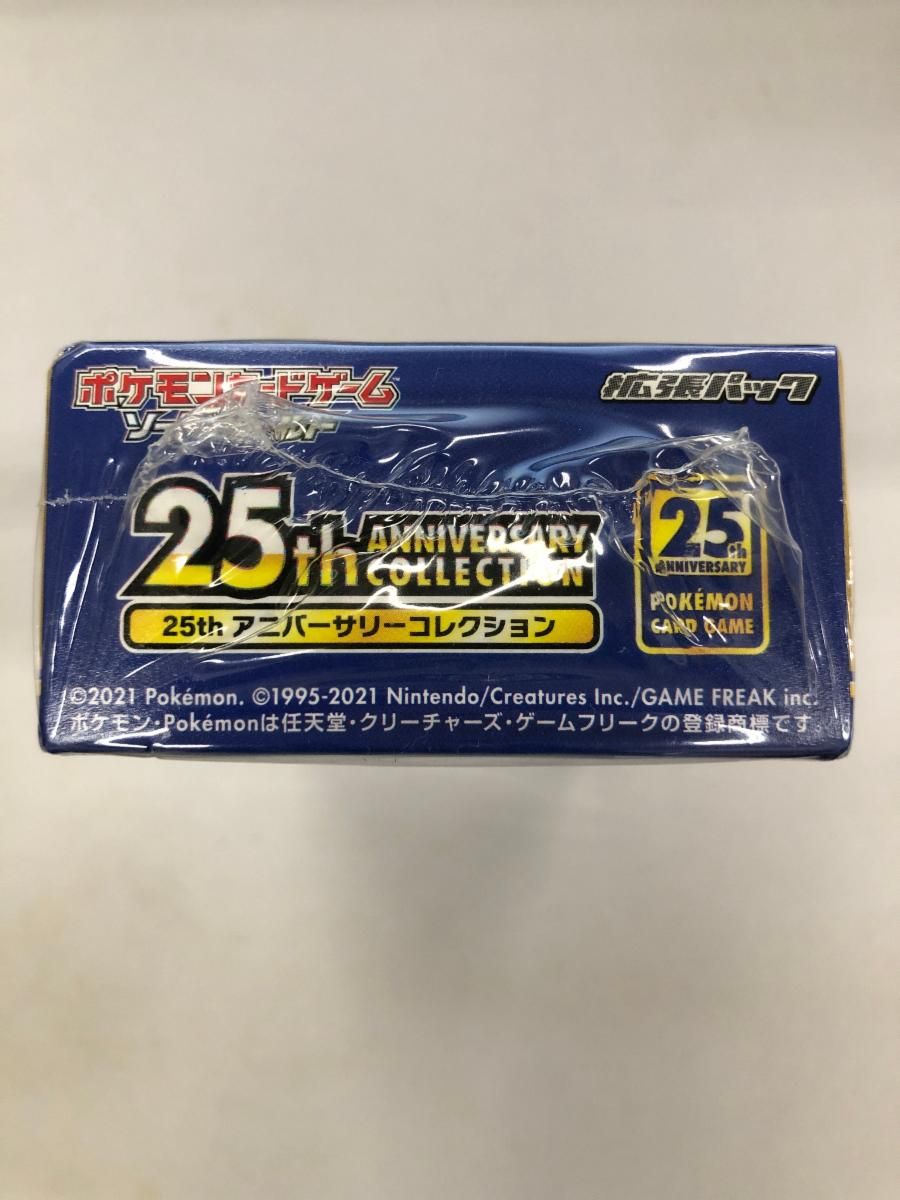 ポケモンカードゲーム™
拡張パック
25th ANNIVERSARY
COLLECTION
25th アニバーサリーコレクション
25th
ANNIVERSARY
POKÉMON
CARD GAME
©2021 Pokémon. ©1995-2021 Nintendo/Creatures Inc./GAME FREAK inc.
ポケモン・Pokémonは任天堂・クリーチャーズ・ゲームフリークの登録商標です